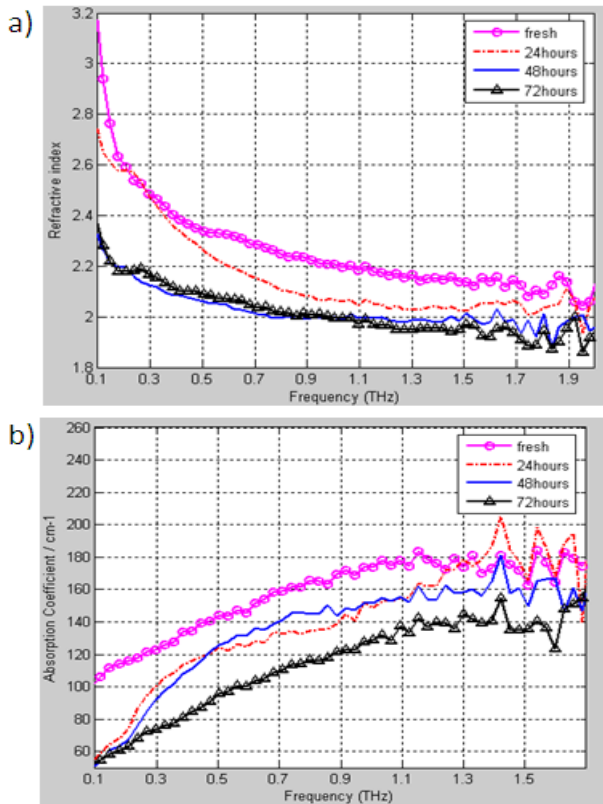 a)
3.2
3
2.8
2.6
2.4
2.2
2
1.8
Refractive index
fresh
24hours
48hours
72hours
0.1 0.3 0.5 0.7 0.9 1.1 1.3 1.5 1.7 1.9
Frequency (THz)
b)
260
240
220
200
180
160
140
120
100
80
60
Absorption Coefficient / cm-1
fresh
24hours
48hours
72hours
0.1 0.3 0.5 0.7 0.9 1.1 1.3 1.5
Frequency (THz)